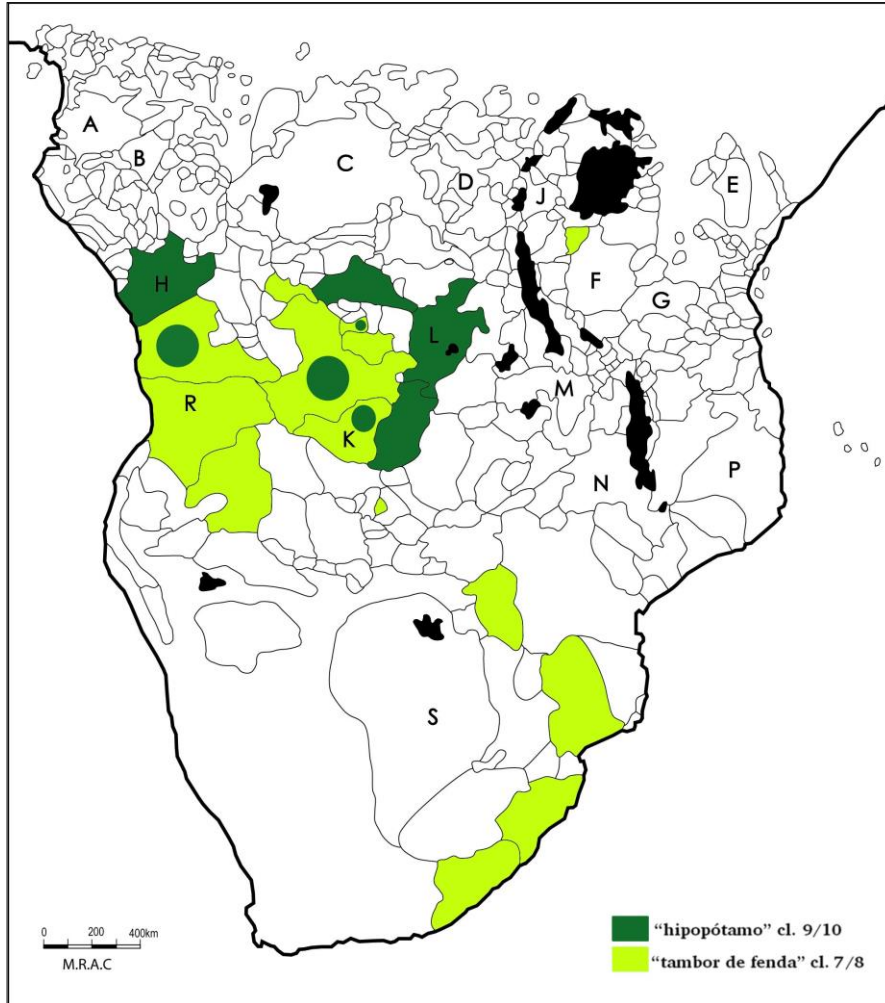 A
B
C
D
J
E
F
G
H
L
M
R
K
N
P
S
0 200 400km
M.R.A.C
“hipopótamo” cl. 9/10
“tambor de fenda” cl. 7/8